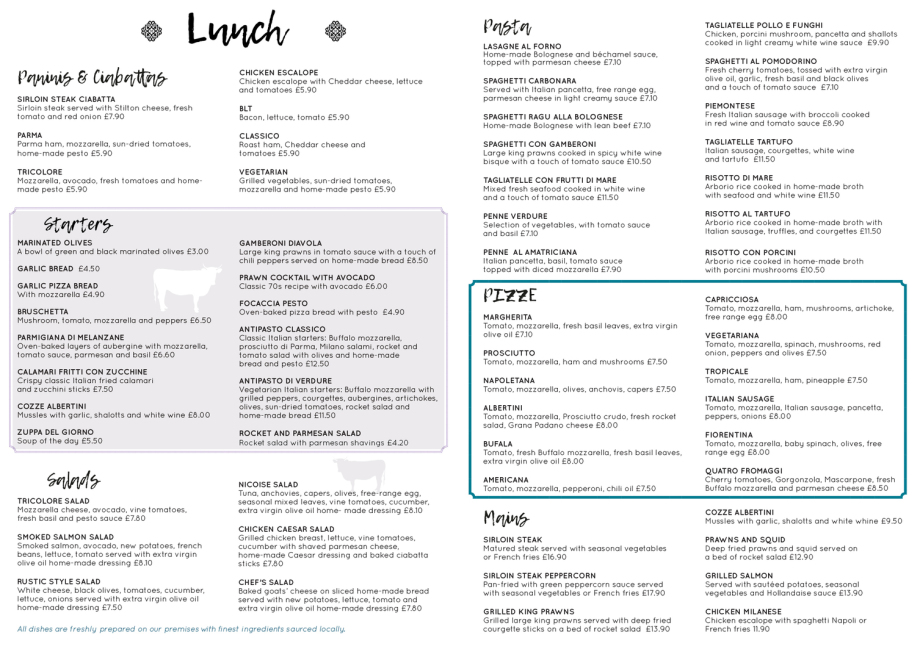 Lunch
Paninis & Ciabattas
SIRLOIN STEAK CIABATTA
Sirloin steak served with Stilton cheese, fresh
tomato and red onion £7.90
PARMA
Parma ham, mozzarella, sun-dried tomatoes,
home-made pesto £5.90
TRICOLORE
Mozzarella, avocado, fresh tomatoes and home-
made pesto £5.90
CHICKEN ESCALOPE
Chicken escalope with Cheddar cheese, lettuce
and tomatoes £5.90
BLT
Bacon, lettuce, tomato £5.90
CLASSICO
Roast ham, Cheddar cheese and
tomatoes £5.90
VEGETARIAN
Grilled vegetables, sun-dried tomatoes,
mozzarella and home-made pesto £5.90
Starters
MARINATED OLIVES
A bowl of green and black marinated olives £3.00
GARLIC BREAD £4.50
GARLIC PIZZA BREAD
With mozzarella £4.90
BRUSCHETTA
Mushroom, tomato, mozzarella and peppers £6.50
PARMIGIANA DI MELANZANE
Oven-baked layers of aubergine with mozzarella,
tomato sauce, parmesan and basil £6.60
CALAMARI FRITTI CON ZUCCHINE
Crispy classic Italian fried calamari
and zucchini sticks £7.50
COZZE ALBERTINI
Mussles with garlic, shalotts and white wine £8.00
ZUPPA DEL GIORNO
Soup of the day £5.50
GAMBERONI DIAVOLA
Large king prawns in tomato sauce with a touch of
chili peppers served on home-made bread £8.50
PRAWN COCKTAIL WITH AVOCADO
Classic 70s recipe with avocado £6.00
FOCACCIA PESTO
Oven-baked pizza bread with pesto £4.90
ANTIPASTO CLASSICO
Classic Italian starters: Buffalo mozzarella,
prosciutto di Parma, Milano salami, rocket and
tomato salad with olives and home-made
bread and pesto £12.50
ANTIPASTO DI VERDURE
Vegetarian Italian starters: Buffalo mozzarella with
grilled peppers, courgettes, aubergines, artichokes,
olives, sun-dried tomatoes, rocket salad and
home-made bread £11.50
ROCKET AND PARMESAN SALAD
Rocket salad with parmesan shavings £4.20
Salads
TRICOLORE SALAD
Mozzarella cheese, avocado, vine tomatoes,
fresh basil and pesto sauce £7.80
SMOKED SALMON SALAD
Smoked salmon, avocado, new potatoes, french
beans, lettuce, tomato served with extra virgin
olive oil home-made dressing £8.10
RUSTIC STYLE SALAD
White cheese, black olives, tomatoes, cucumber,
lettuce, onions served with extra virgin olive oil
home-made dressing £7.50
NICOISE SALAD
Tuna, anchovies, capers, olives, free-range egg,
seasonal mixed leaves, vine tomatoes, cucumber,
extra virgin olive oil home- made dressing £8,10
CHICKEN CAESAR SALAD
Grilled chicken breast, lettuce, vine tomatoes,
cucumber with shaved parmesan cheese,
home-made Caesar dressing and baked ciabatta
sticks £7.80
CHEF'S SALAD
Baked goats' cheese on sliced home-made bread
served with new potatoes, lettuce, tomato and
extra virgin olive oil home-made dressing £7.80
All dishes are freshly prepared on our premises with finest ingredients saurced locally.
Pasta
LASAGNE AL FORNO
Home-made Bolognese and béchamel sauce,
topped with parmesan cheese £7.10
SPAGHETTI CARBONARA
Served with Italian pancetta, free range egg,
parmesan cheese in light creamy sauce £7.10
SPAGHETTI RAGU ALLA BOLOGNESE
Home-made Bolognese with lean beef £7.10
SPAGHETTI CON GAMBERONI
Large king prawns cooked in spicy white wine
bisque with a touch of tomato sauce £10.50
TAGLIATELLE CON FRUTTI DI MARE
Mixed fresh seafood cooked in white wine
and a touch of tomato sauce £11.50
PENNE VERDURE
Selection of vegetables, with tomato sauce
and basil £7.10
PENNE AL AMATRICIANA
Italian pancetta, basil, tomato sauce
topped with diced mozzarella £7.90
TAGLIATELLE POLLO E FUNGHI
Chicken, porcini mushroom, pancetta and shallots
cooked in light creamy white wine sauce £9.90
SPAGHETTI AL POMODORINO
Fresh cherry tomatoes, tossed with extra virgin
olive oil, garlic, fresh basil and black olives
and a touch of tomato sauce £7.10
PIEMONTESE
Fresh Italian sausage with broccoli cooked
in red wine and tomato sauce £8.90
TAGLIATELLE TARTUFO
Italian sausage, courgettes, white wine
and tartufo £11.50
RISOTTO DI MARE
Arborio rice cooked in home-made broth
with seafood and white wine £11,50
RISOTTO AL TARTUFO
Arborio rice cooked in home-made broth with
Italian sausage, truffles, and courgettes £11.50
RISOTTO CON PORCINI
Arborio rice cooked in home-made broth
with porcini mushrooms £10.50
PIZZE
MARGHERITA
Tomato, mozzarella, fresh basil leaves, extra virgin
olive oil £7.10
PROSCIUTTO
Tomato, mozzarella, ham and mushrooms £7.50
NAPOLETANA
Tomato, mozzarella, olives, anchovis, capers £7.50
ALBERTINI
Tomato, mozzarella, Prosciutto crudo, fresh rocket
salad, Grana Padano cheese £8.00
BUFALA
Tomato, fresh Buffalo mozzarella, fresh basil leaves,
extra virgin olive oil £8.00
AMERICANA
Tomato, mozzarella, pepperoni, chili oil £7.50
CAPRICCIOSA
Tomato, mozzarella, ham, mushrooms, artichoke,
free range egg £8.00
VEGETARIANA
Tomato, mozzarella, spinach, mushrooms, red
onion, peppers and olives £7.50
TROPICALE
Tomato, mozzarella, ham, pineapple £7.50
ITALIAN SAUSAGE
Tomato, mozzarella, Italian sausage, pancetta,
peppers, onions £8.00
FIORENTINA
Tomato, mozzarella, baby spinach, olives, free
range egg £8.00
QUATRO FROMAGGI
Cherry tomatoes, Gorgonzola, Mascarpone, fresh
Buffalo mozzarella and parmesan cheese £8.50
Mains
SIRLOIN STEAK
Matured steak served with seasonal vegetables
or French fries £16.90
SIRLOIN STEAK PEPPERCORN
Pan-fried with green peppercorn sauce served
with seasonal vegetables or French fries £17.90
GRILLED KING PRAWNS
Grilled large king prawns served with deep fried
courgette sticks on a bed of rocket salad £13.90
COZZE ALBERTINI
Mussles with garlic, shalotts and white whine £9.50
PRAWNS AND SQUID
Deep fried prawns and squid served on
a bed of rocket salad £12.90
GRILLED SALMON
Served with sautéed potatoes, seasonal
vegetables and Hollandaise sauce £13.90
CHICKEN MILANESE
Chicken escalope with spaghetti Napoli or
French fries 11.90